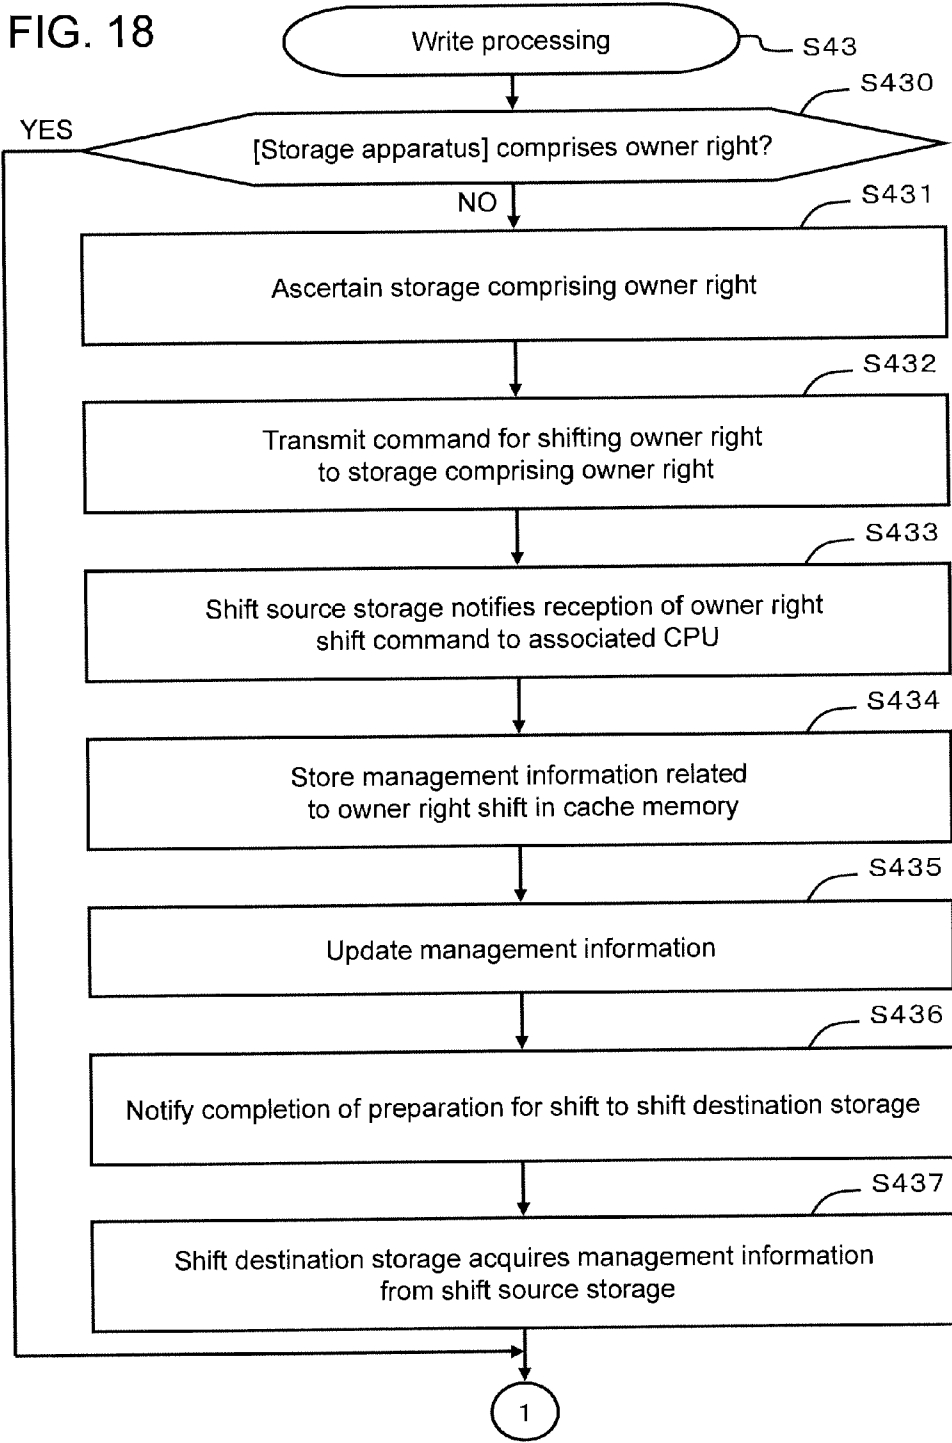 FIG. 18
Write processing
S43
S430
YES
[Storage apparatus] comprises owner right?
NO
S431
Ascertain storage comprising owner right
S432
Transmit command for shifting owner right
to storage comprising owner right
S433
Shift source storage notifies reception of owner right
shift command to associated CPU
S434
Store management information related
to owner right shift in cache memory
S435
Update management information
S436
Notify completion of preparation for shift to shift destination storage
S437
Shift destination storage acquires management information
from shift source storage
1